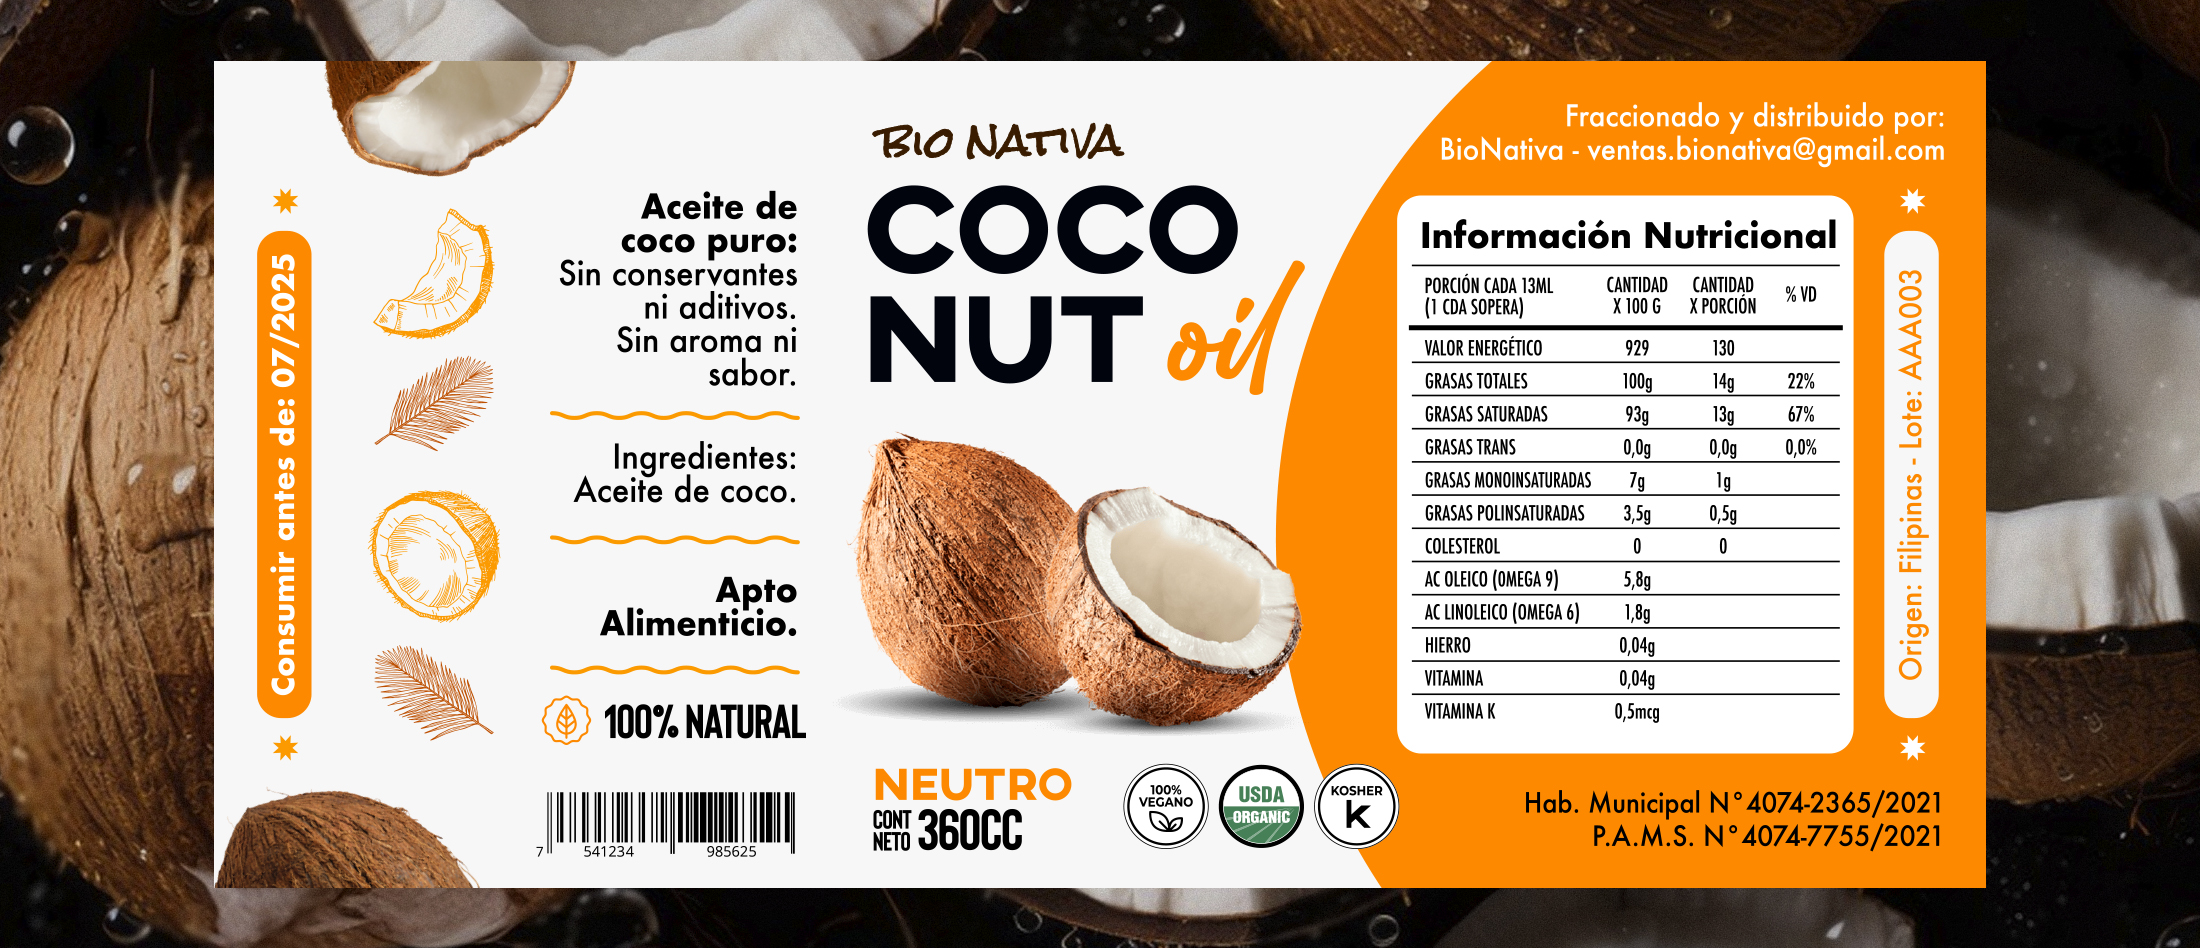 Consumir antes de: 07/2025
Aceite de
coco puro:
Sin conservantes
ni aditivos.
Sin aroma ni
sabor.
Ingredientes:
Aceite de coco.
Apto
Alimenticio.
100% NATURAL
7 541234 985625
BIO NATIVA
COCO
NUT oil
NEUTRO
CONT
NETO 360CC
100%
VEGANO
USDA
ORGANIC
KOSHER
K
Fraccionado y distribuido por:
BioNativa - ventas.bionativa@gmail.com
Información Nutricional
PORCIÓN CADA 13ML
(1 CDA SOPERA)
CANTIDAD
X 100 G
CANTIDAD
X PORCIÓN
% VD
VALOR ENERGÉTICO 929 130
GRASAS TOTALES 100g 14g 22%
GRASAS SATURADAS 93g 13g 67%
GRASAS TRANS 0,0g 0,0g 0,0%
GRASAS MONOINSATURADAS 7g 1g
GRASAS POLINSATURADAS 3,5g 0,5g
COLESTEROL 0 0
AC OLEICO (OMEGA 9) 5,8g
AC LINOLEICO (OMEGA 6) 1,8g
HIERRO 0,04g
VITAMINA 0,04g
VITAMINA K 0,5mcg
Origen: Filipinas - Lote: AAA003
Hab. Municipal N° 4074-2365/2021
P.A.M.S. N° 4074-7755/2021